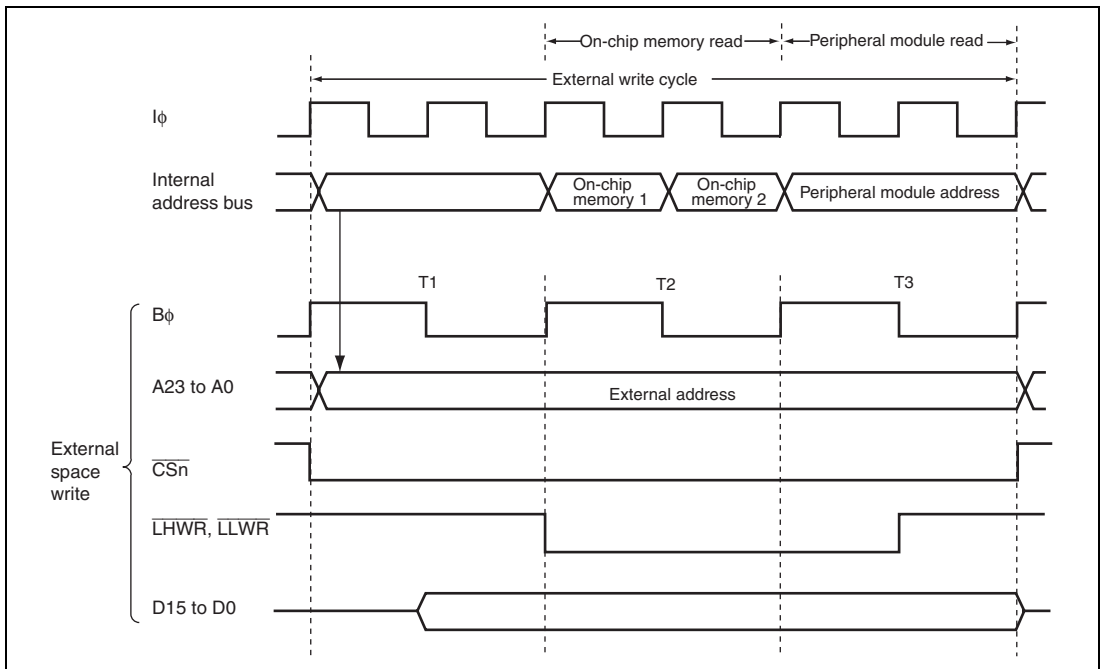 On-chip memory read
Peripheral module read
External write cycle
Iϕ
Internal
address bus
On-chip
memory 1
On-chip
memory 2
Peripheral module address
T1
T2
T3
Bϕ
A23 to A0
External address
External
space
write
CSn
LHWR, LLWR
D15 to D0